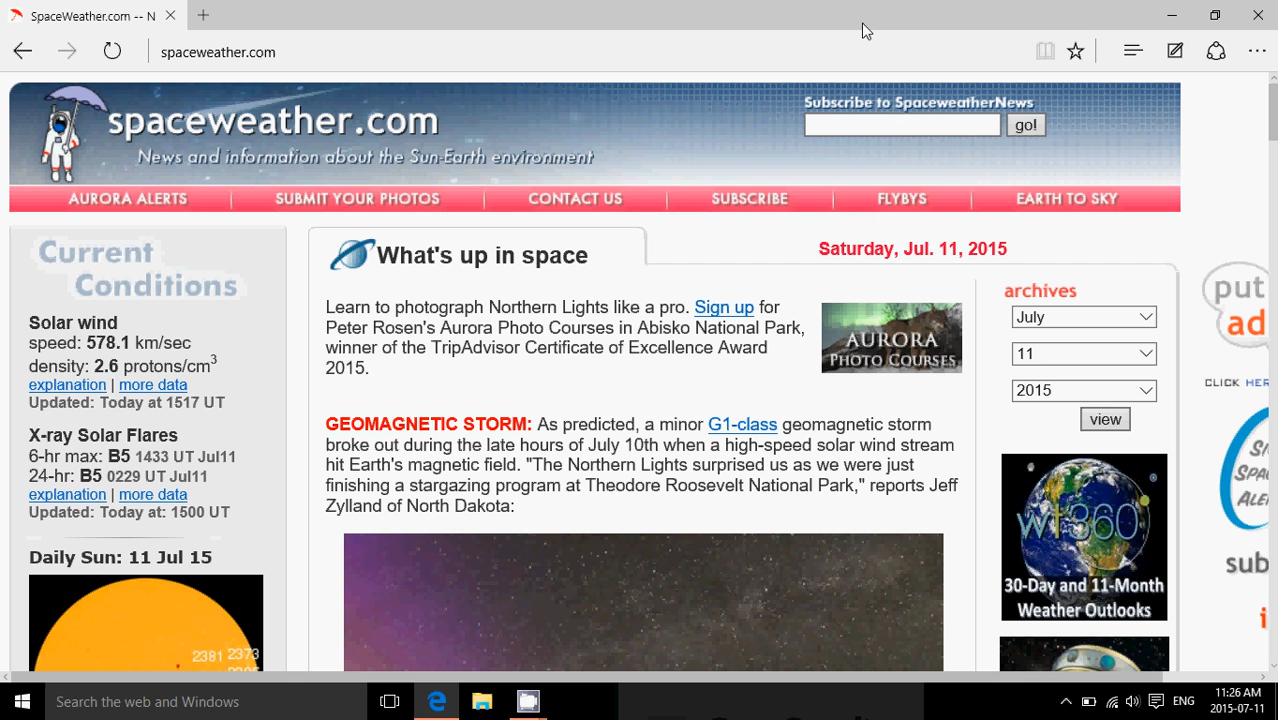 SpaceWeather.com -- N
spaceweather.com
spaceweather.com
News and information about the Sun-Earth environment
Subscribe to SpaceweatherNews
go!
AURORA ALERTS
SUBMIT YOUR PHOTOS
CONTACT US
SUBSCRIBE
FLYBYS
EARTH TO SKY
Current
Conditions
Solar wind
speed: 578.1 km/sec
density: 2.6 protons/cm3
explanation | more data
Updated: Today at 1517 UT
X-ray Solar Flares
6-hr max: B5 1433 UT Jul11
24-hr: B5 0229 UT Jul11
explanation | more data
Updated: Today at: 1500 UT
Daily Sun: 11 Jul 15
2381 2373
What's up in space
Saturday, Jul. 11, 2015
Learn to photograph Northern Lights like a pro. Sign up for
Peter Rosen's Aurora Photo Courses in Abisko National Park,
winner of the TripAdvisor Certificate of Excellence Award
2015.
AURORA
PHOTO COURSES
GEOMAGNETIC STORM: As predicted, a minor G1-class geomagnetic storm
broke out during the late hours of July 10th when a high-speed solar wind stream
hit Earth's magnetic field. "The Northern Lights surprised us as we were just
finishing a stargazing program at Theodore Roosevelt National Park," reports Jeff
Zylland of North Dakota:
archives
July
11
2015
view
wf360
30-Day and 11-Month
Weather Outlooks
put
ad
CLICK HER
sub
Search the web and Windows
ENG
11:26 AM
2015-07-11